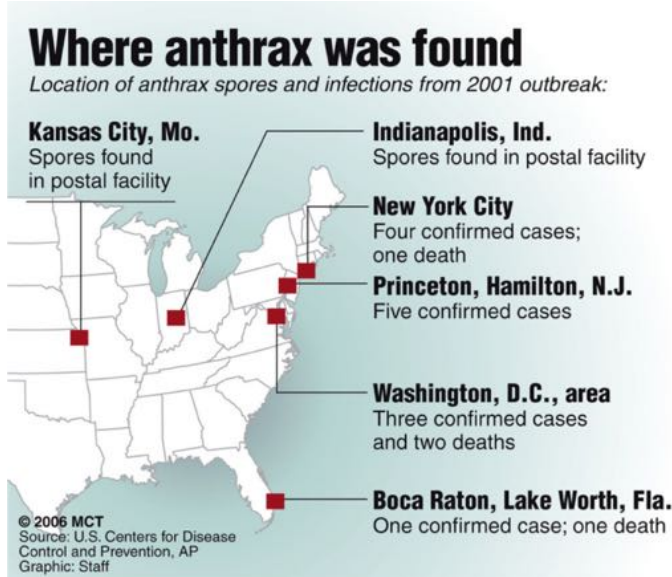 Where anthrax was found
Location of anthrax spores and infections from 2001 outbreak:
Kansas City, Mo.
Spores found
in postal facility
Indianapolis, Ind.
Spores found in postal facility
New York City
Four confirmed cases;
one death
Princeton, Hamilton, N.J.
Five confirmed cases
Washington, D.C., area
Three confirmed cases
and two deaths
Boca Raton, Lake Worth, Fla.
One confirmed case; one death
© 2006 MCT
Source: U.S. Centers for Disease
Control and Prevention, AP
Graphic: Staff